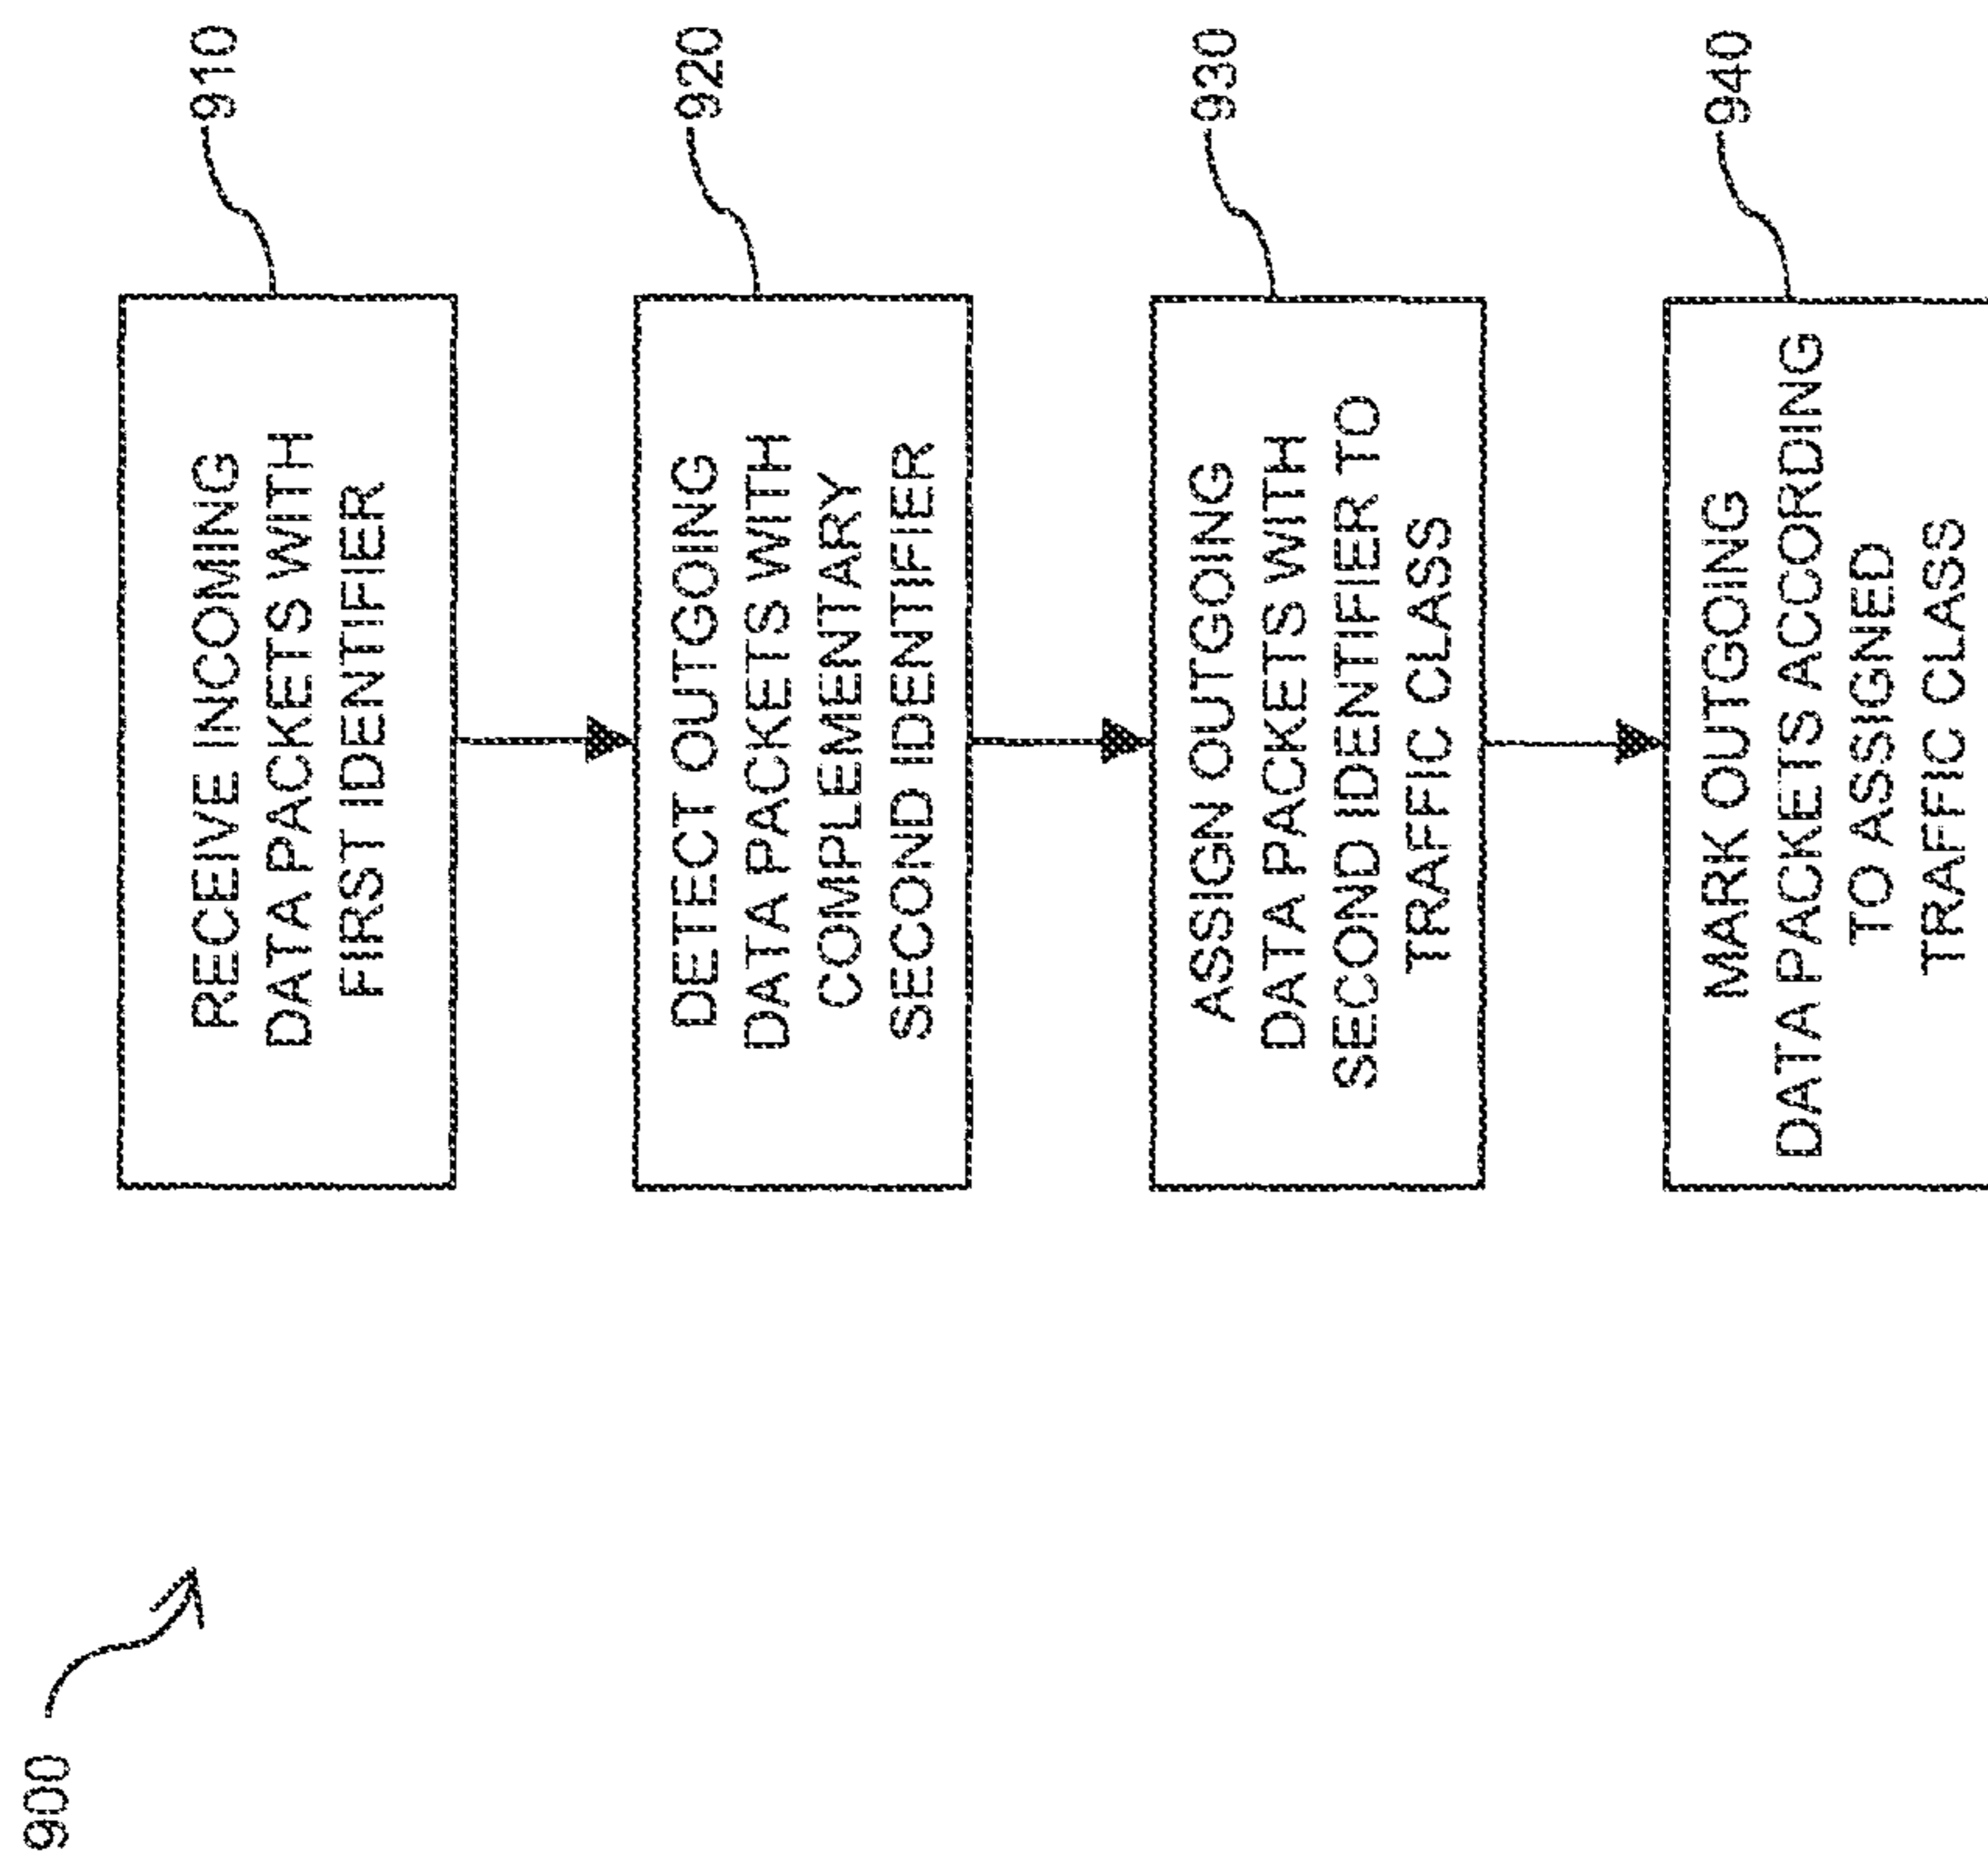 900
RECEIVE INCOMING
DATA PACKETS WITH
FIRST IDENTIFIER
910
DETECT OUTGOING
DATA PACKETS WITH
COMPLEMENTARY
SECOND IDENTIFIER
920
ASSIGN OUTGOING
DATA PACKETS WITH
SECOND IDENTIFIER TO
TRAFFIC CLASS
930
MARK OUTGOING
DATA PACKETS ACCORDING
TO ASSIGNED
TRAFFIC CLASS
940